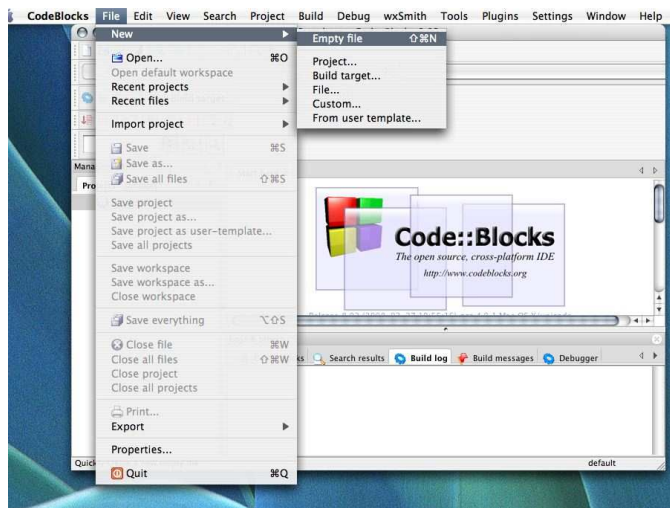 CodeBlocks File Edit View Search Project Build Debug wxSmith Tools Plugins Settings Window Help
New
Empty file ⇧⌘N
Open... ⌘O
Project...
Open default workspace
Build target...
Recent projects
File...
Recent files
Custom...
From user template...
Import project
Save ⌘S
Save as...
Mana
Save all files ⇧⌘S
Pro
Save project
Save project as...
Save project as user-template...
Save all projects
Code::Blocks
The open source, cross-platform IDE
http://www.codeblocks.org
Save workspace
Save workspace as...
Close workspace
Save everything ⌥⇧S
Close file ⌘W
Close all files ⇧⌘W
ks Search results Build log Build messages Debugger
Close project
Close all projects
Print...
Export
Properties...
Quick
default
Quit ⌘Q